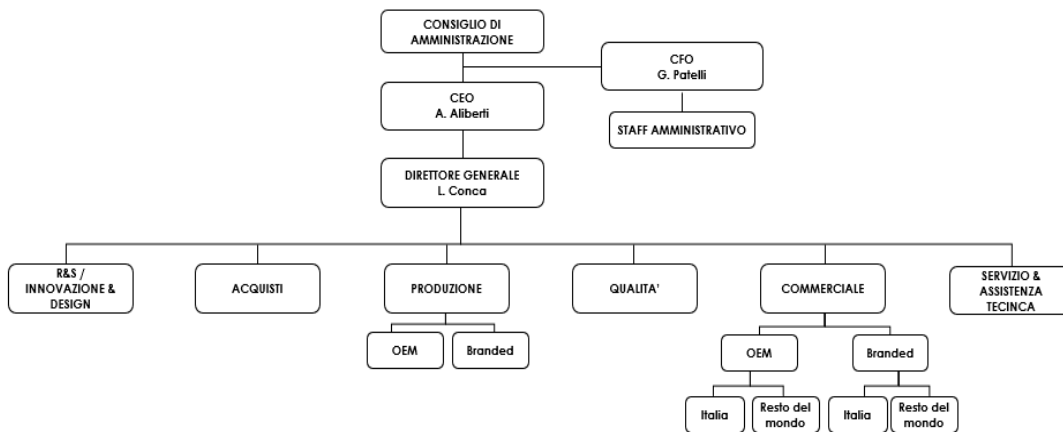 CONSIGLIO DI
AMMINISTRAZIONE
CFO
G. Patelli
CEO
A. Aliberti
STAFF AMMINISTRATIVO
DIRETTORE GENERALE
L. Conca
R&S /
INNOVAZIONE &
DESIGN
ACQUISTI
PRODUZIONE
QUALITA'
COMMERCIALE
SERVIZIO &
ASSISTENZA
TECINCA
OEM
Branded
OEM
Branded
Italia
Resto del
mondo
Italia
Resto del
mondo